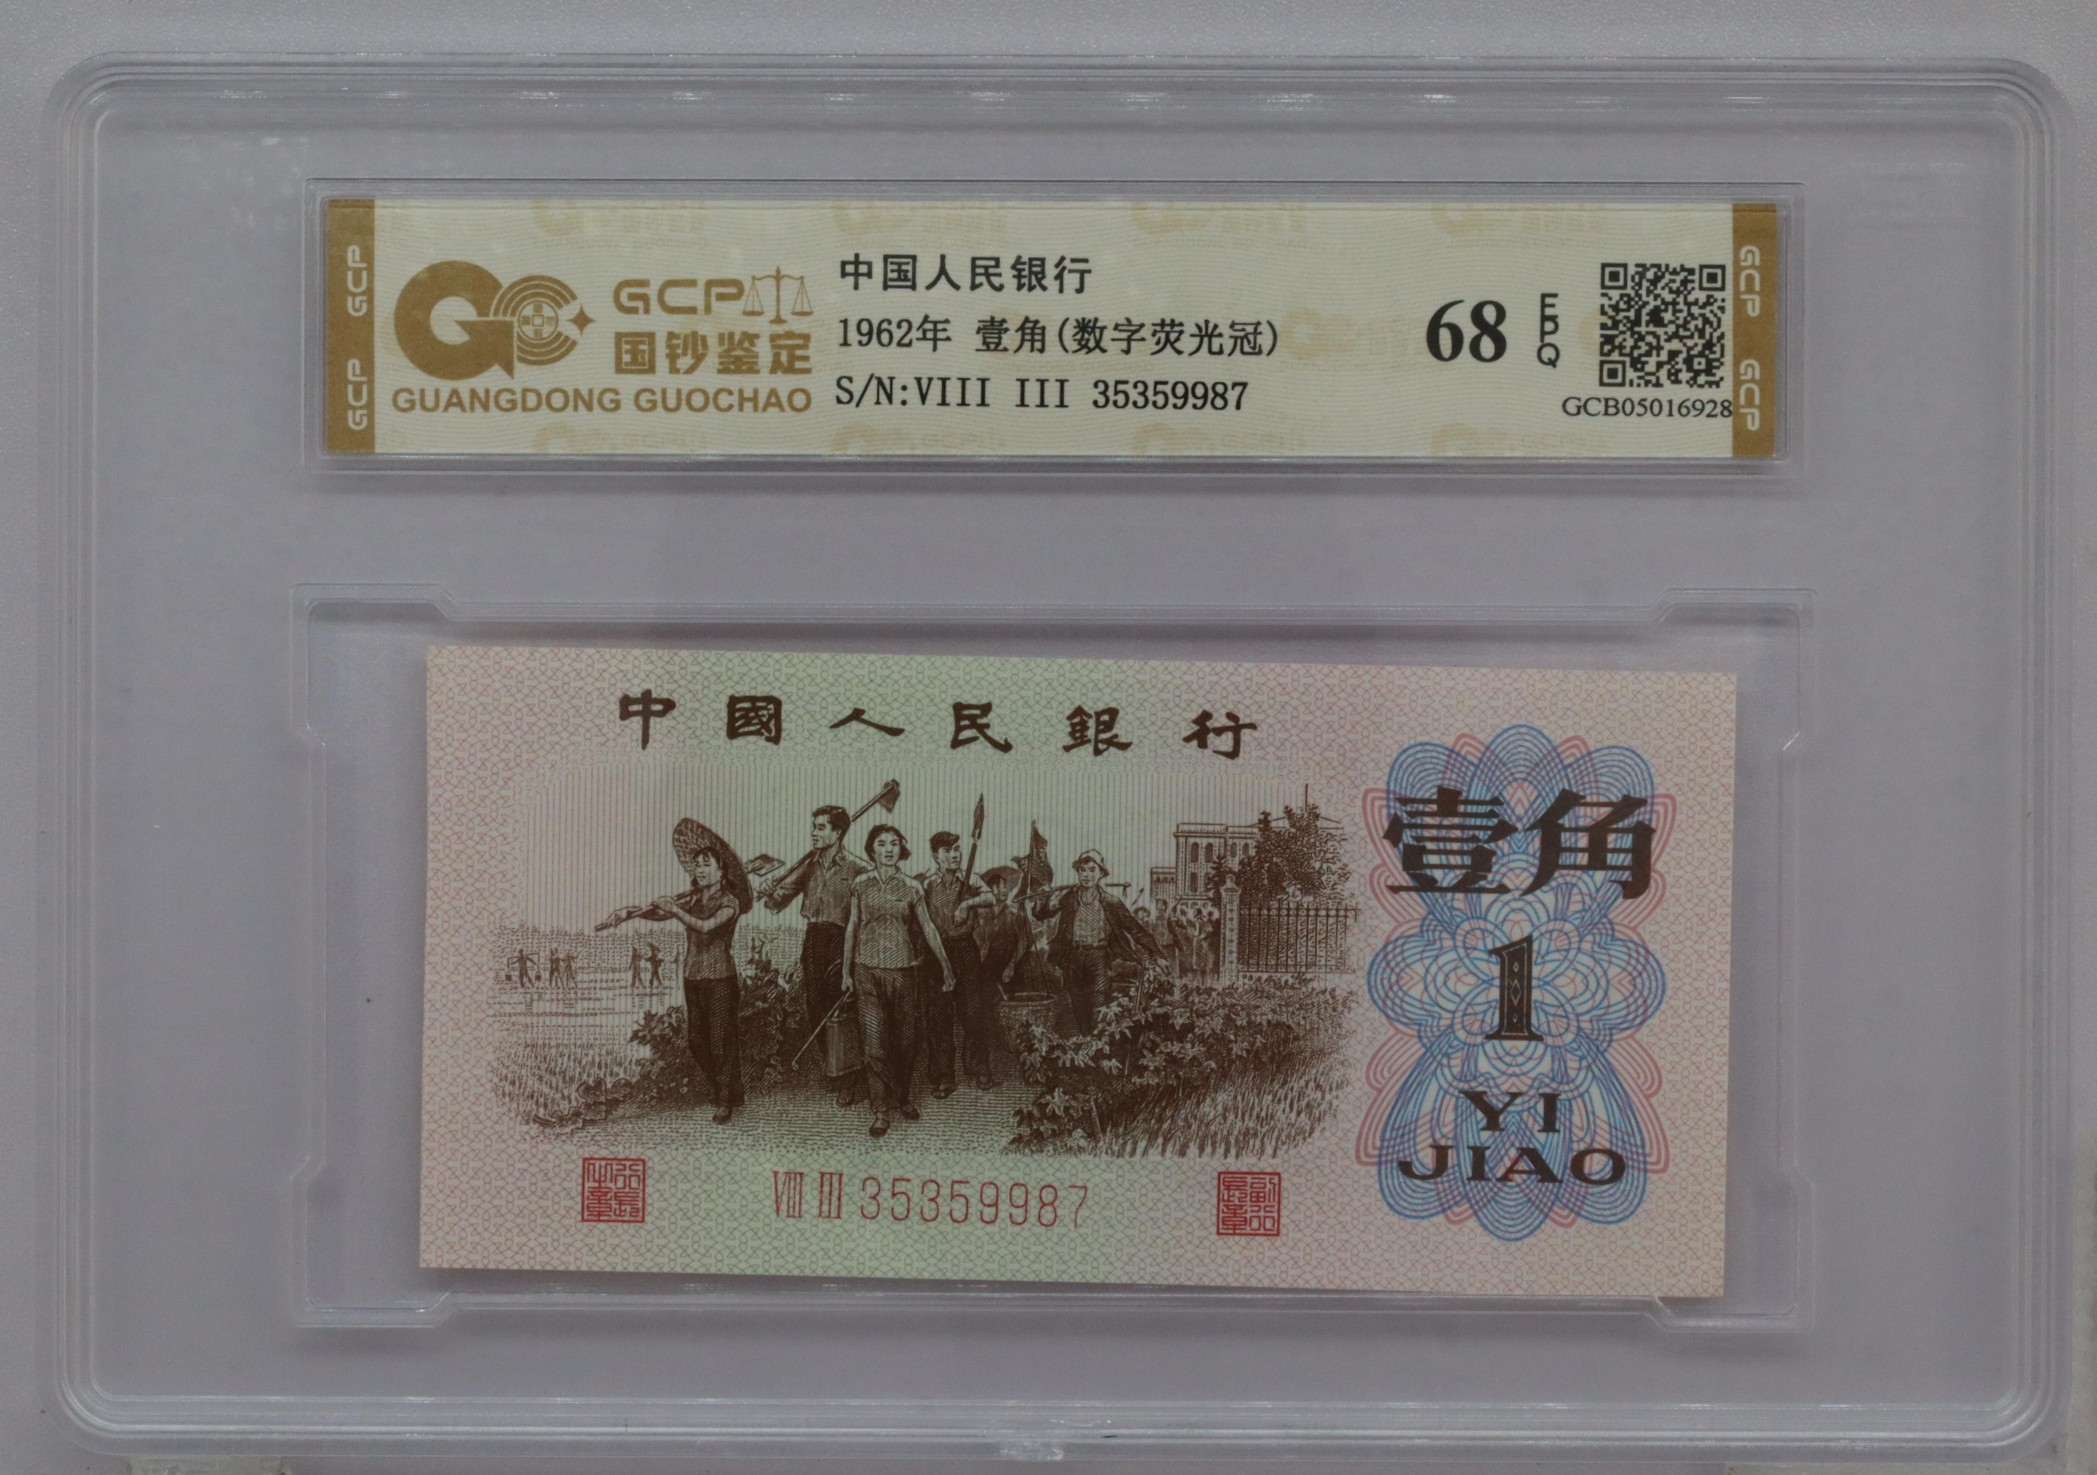 GCP
GCP
GCP
国钞鉴定
GUANGDONG GUOCHAO
中国人民银行
1962年 壹角(数字荧光冠)
S/N:VIII III 35359987
68
EPQ
GCB05016928
GCP
GCP
中國人民銀行
壹角
1
YI
JIAO
VIII III 35359987